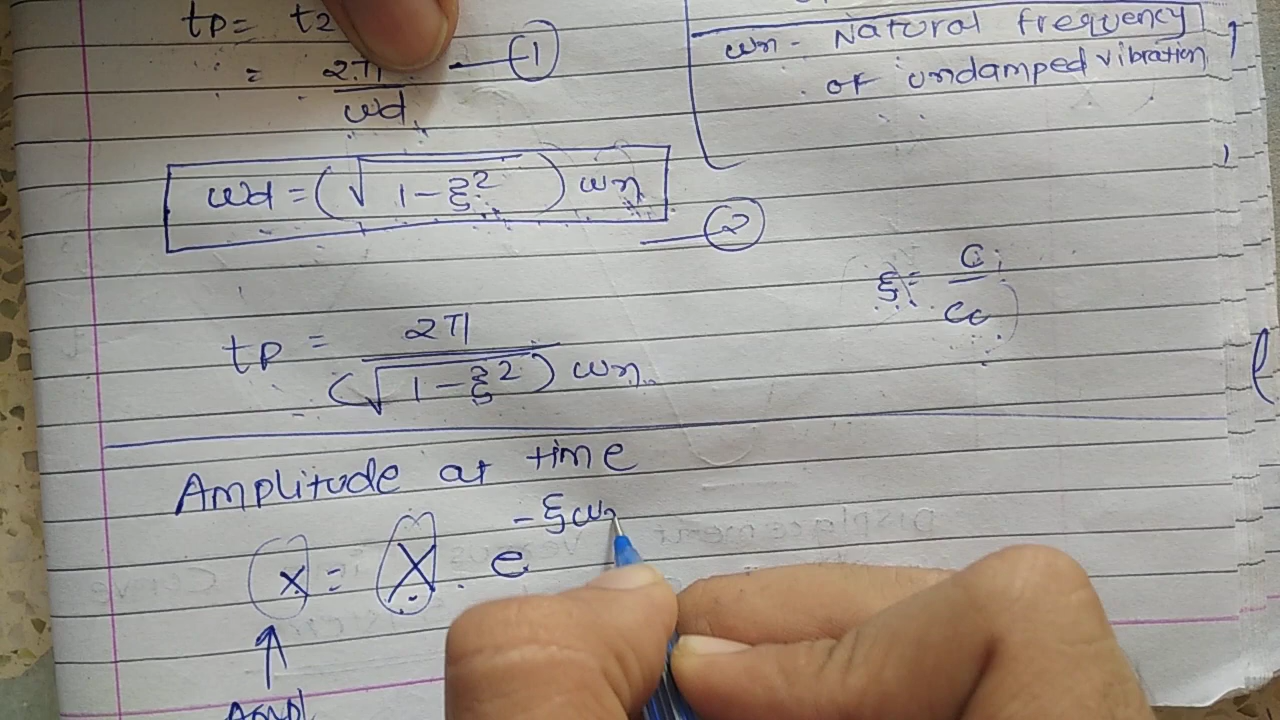 tp = t2
= 2π / ωd ①
ωn - Natural frequency
of undamped vibration
ωd = (√1-ξ²) ωn ②
ξ = C / Cc
tp = 2π / (√1-ξ²) ωn
Amplitude at time
x = X . e^-ξωn
Ampl